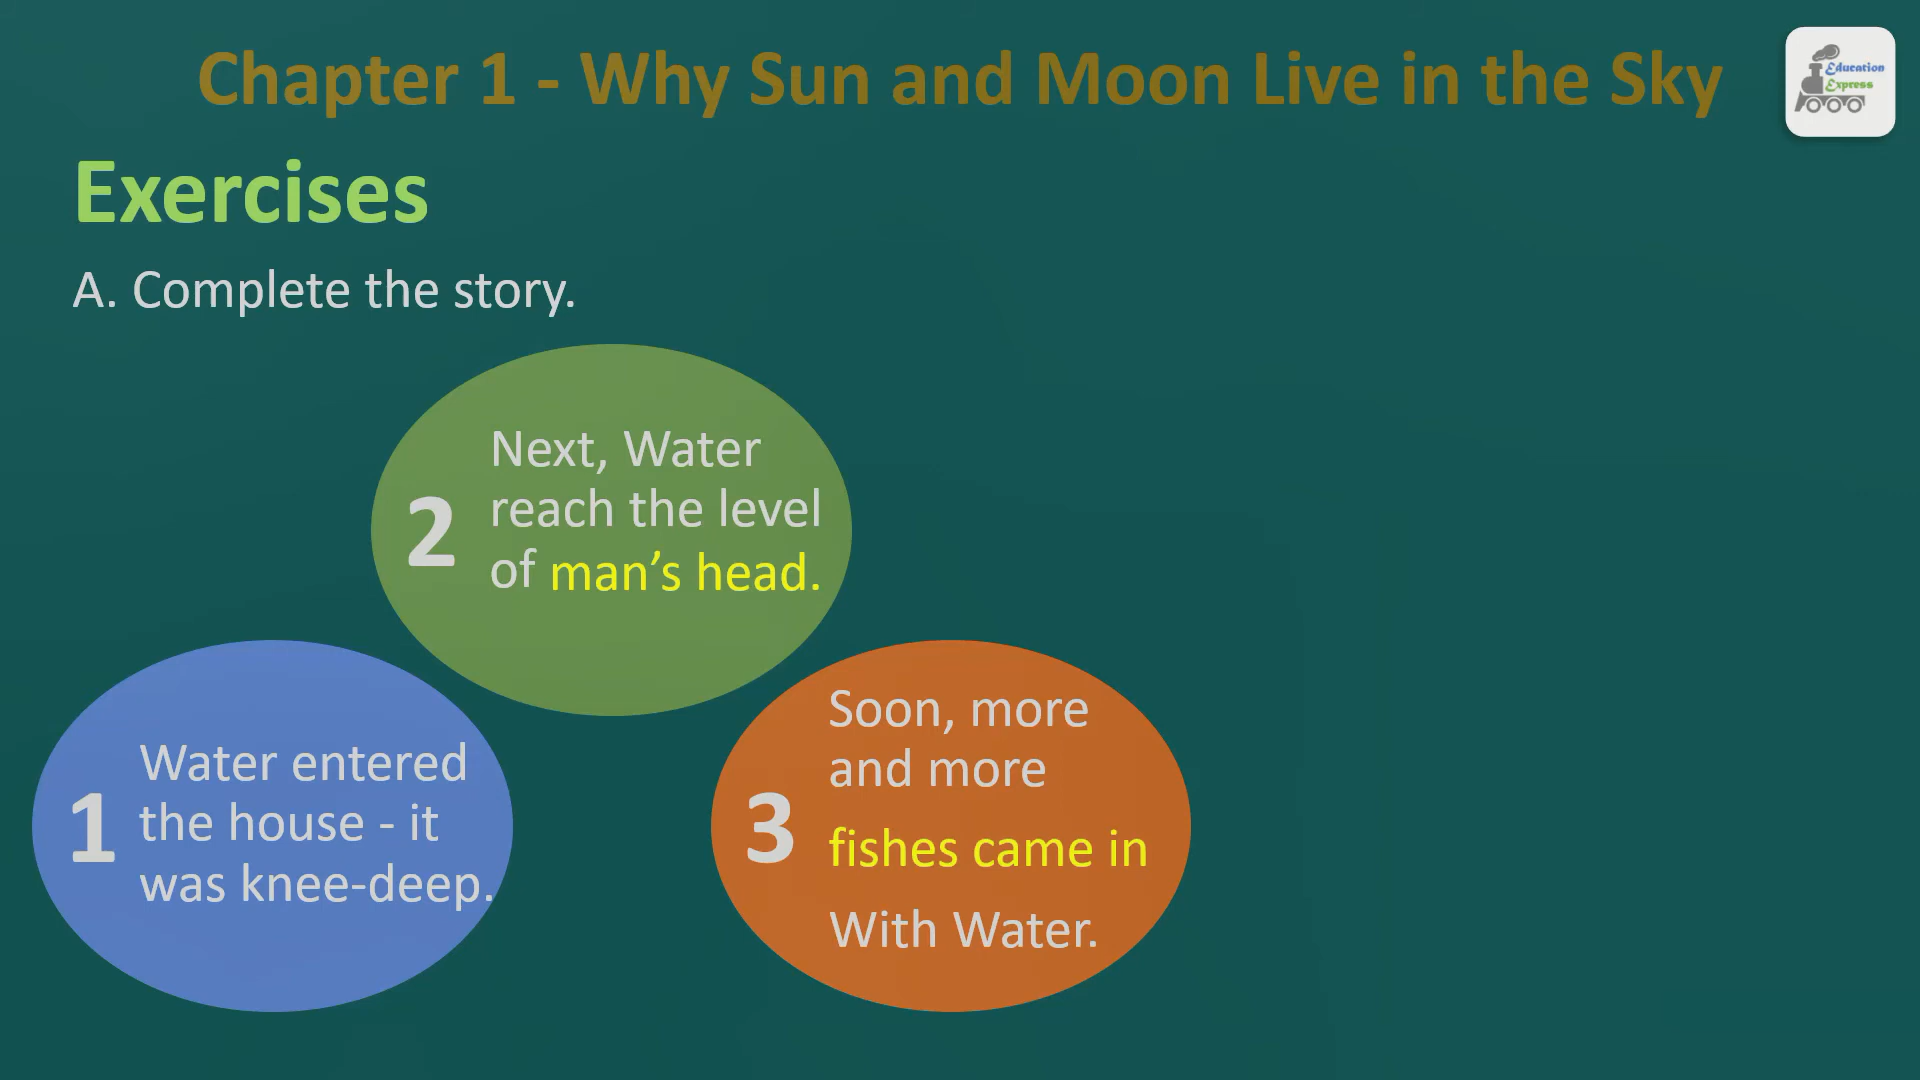 Chapter 1 - Why Sun and Moon Live in the Sky
Education
Express
Exercises
A. Complete the story.
2
Next, Water
reach the level
of man’s head.
1
Water entered
the house - it
was knee-deep.
3
Soon, more
and more
fishes came in
With Water.